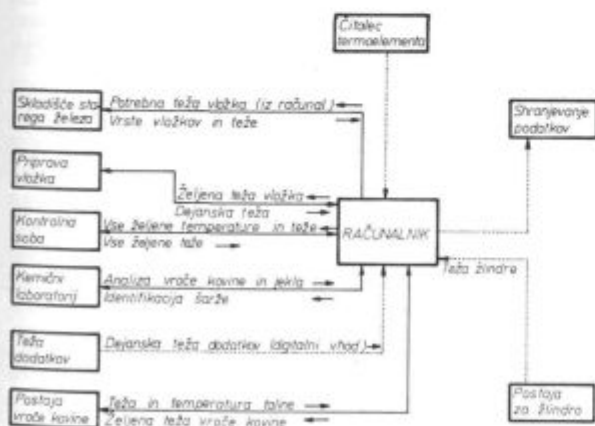 Čitalec
termoelementa
Skladišče sta-
rega železa
Potrebna teža vložka (iz računal.)
Vrste vložkov in teže
Shranjevanje
podatkov
Priprava
vložka
Željena teža vložka
Dejanska teža
Kontrolna
soba
Vse željene temperature in teže
Vse željene teže
RAČUNALNIK
Teža žlindre
Kemični
laboratorij
Analiza vroče kovine in jekla
Identifikacija šarže
Teža
dodatkov
Dejanska teža dodatkov (digitalni vhod)
Postaja
vroče kovine
Teža in temperatura taline
Željena teža vroče kovine
Postaja
za žlindro